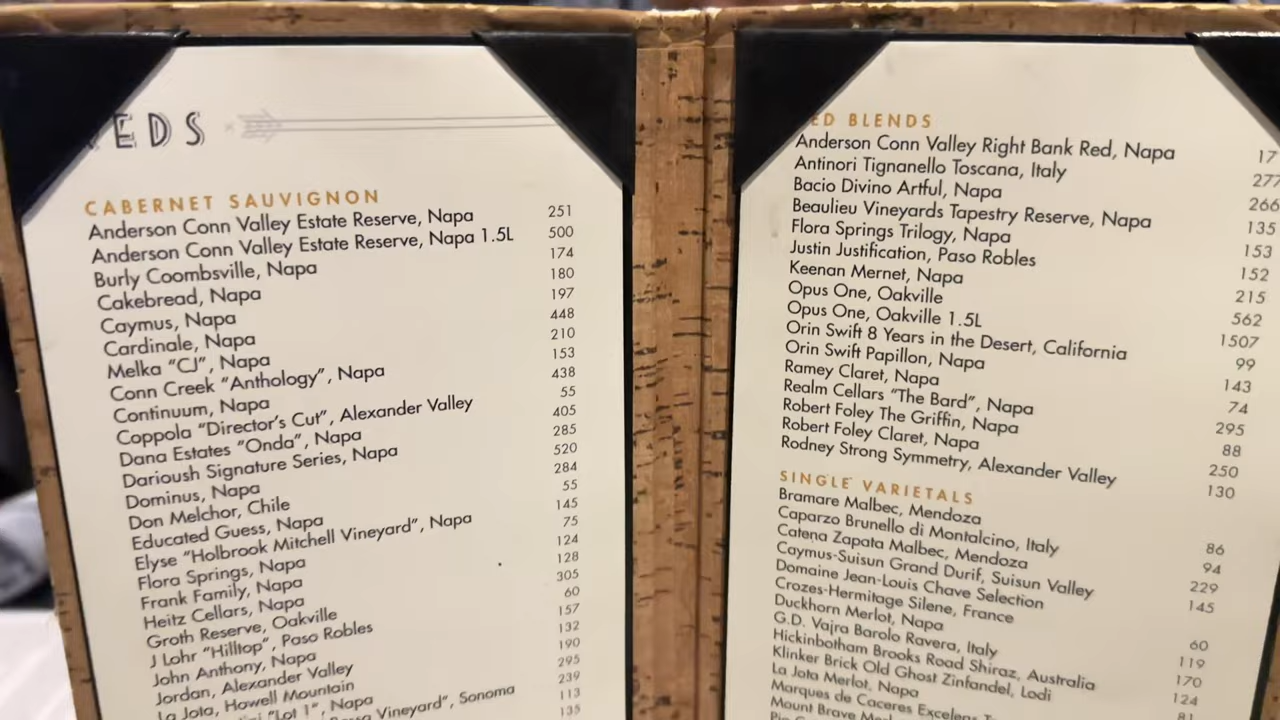 EDS
CABERNET SAUVIGNON
Anderson Conn Valley Estate Reserve, Napa 251
Anderson Conn Valley Estate Reserve, Napa 1.5L 500
Burly Coombsville, Napa 174
Cakebread, Napa 180
Caymus, Napa 197
Cardinale, Napa 448
Melka "CJ", Napa 210
Conn Creek "Anthology", Napa 153
Continuum, Napa 438
Coppola "Director's Cut", Alexander Valley 55
Dana Estates "Onda", Napa 405
Darioush Signature Series, Napa 285
Dominus, Napa 520
Don Melchor, Chile 284
Educated Guess, Napa 55
Elyse "Holbrook Mitchell Vineyard", Napa 145
Flora Springs, Napa 75
Frank Family, Napa 124
Heitz Cellars, Napa 128
Groth Reserve, Oakville 305
J Lohr "Hilltop", Paso Robles 60
John Anthony, Napa 157
Jordan, Alexander Valley 132
La Jota, Howell Mountain 190
"Lot 1", Napa 295
Vineyard", Sonoma 239
113
135
ED BLENDS
Anderson Conn Valley Right Bank Red, Napa 17
Antinori Tignanello Toscana, Italy 277
Bacio Divino Artful, Napa 266
Beaulieu Vineyards Tapestry Reserve, Napa 135
Flora Springs Trilogy, Napa 153
Justin Justification, Paso Robles 152
Keenan Mernet, Napa 215
Opus One, Oakville 562
Opus One, Oakville 1.5L 1507
Orin Swift 8 Years in the Desert, California 99
Orin Swift Papillon, Napa 143
Ramey Claret, Napa 74
Realm Cellars "The Bard", Napa 295
Robert Foley The Griffin, Napa 88
Robert Foley Claret, Napa 250
Rodney Strong Symmetry, Alexander Valley 130
SINGLE VARIETALS
Bramare Malbec, Mendoza 86
Caparzo Brunello di Montalcino, Italy 94
Catena Zapata Malbec, Mendoza 229
Caymus-Suisun Grand Durif, Suisun Valley 145
Domaine Jean-Louis Chave Selection
Crozes-Hermitage Silene, France 60
Duckhorn Merlot, Napa 119
G.D. Vajra Barolo Ravera, Italy 170
Hickinbotham Brooks Road Shiraz, Australia 124
Klinker Brick Old Ghost Zinfandel, Lodi
La Jota Merlot, Napa
Marques de Caceres Excelens
Mount Brave